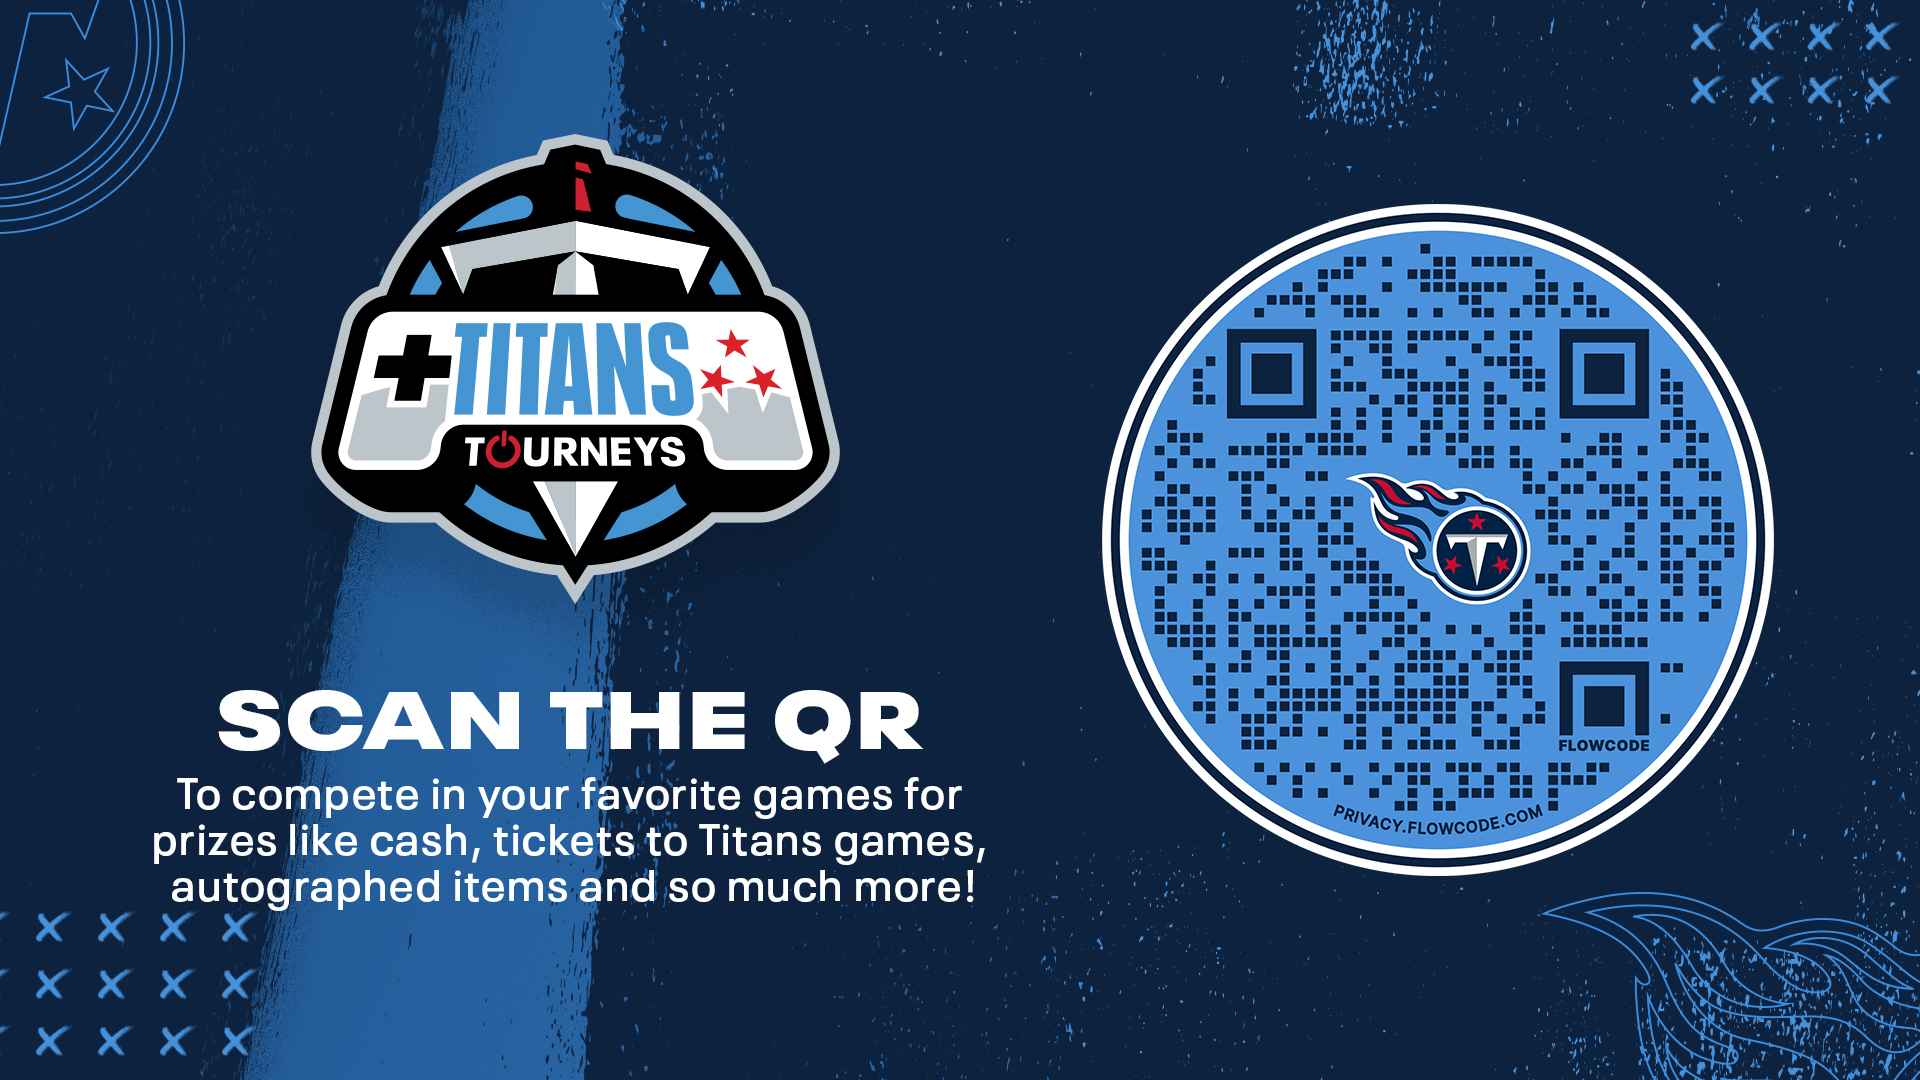 TITANS
TOURNEYS
SCAN THE QR
To compete in your favorite games for
prizes like cash, tickets to Titans games,
autographed items and so much more!
T
FLOWCODE
PRIVACY.FLOWCODE.COM